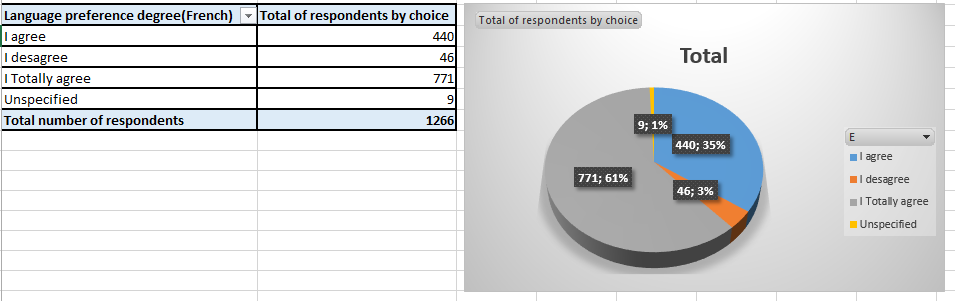 Language preference degree(French) Total of respondents by choice
I agree 440
I desagree 46
I Totally agree 771
Unspecified 9
Total number of respondents 1266
Total of respondents by choice
Total
9; 1%
440; 35%
771; 61%
46; 3%
E
I agree
I desagree
I Totally agree
Unspecified